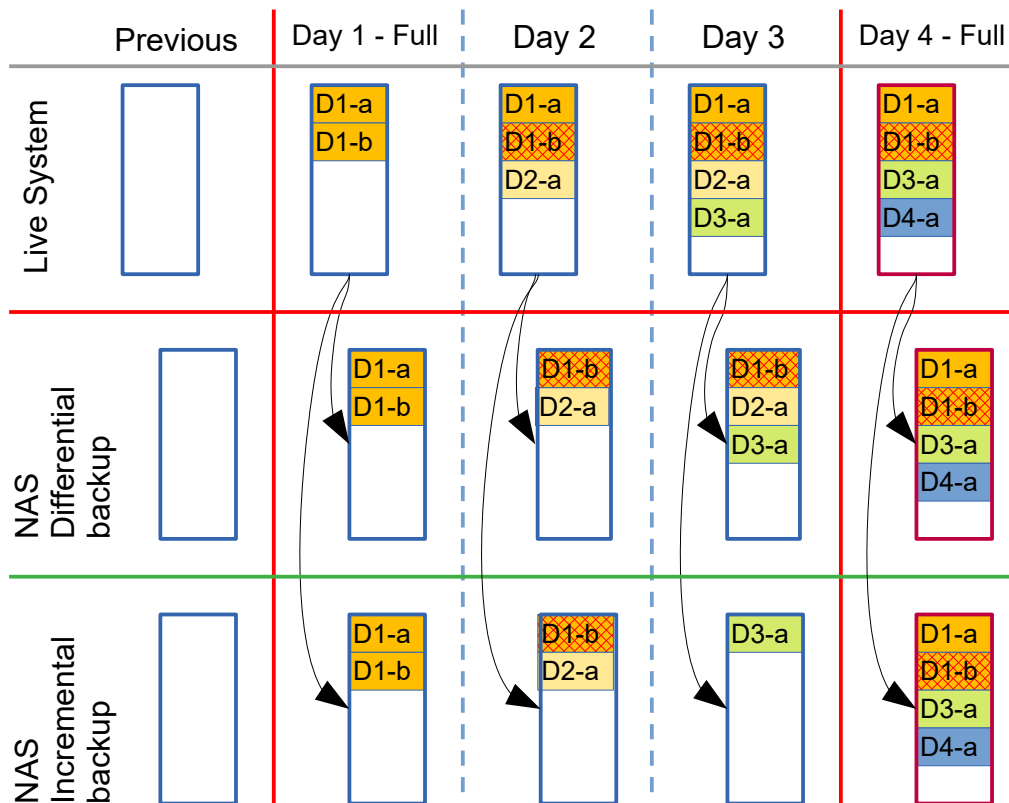 Previous
Day 1 - Full
Day 2
Day 3
Day 4 - Full
Live System
D1-a
D1-b
D1-a
D1-b
D2-a
D1-a
D1-b
D2-a
D3-a
D1-a
D1-b
D3-a
D4-a
NAS
Differential
backup
D1-a
D1-b
D1-b
D2-a
D1-b
D2-a
D3-a
D1-a
D1-b
D3-a
D4-a
NAS
Incremental
backup
D1-a
D1-b
D1-b
D2-a
D3-a
D1-a
D1-b
D3-a
D4-a